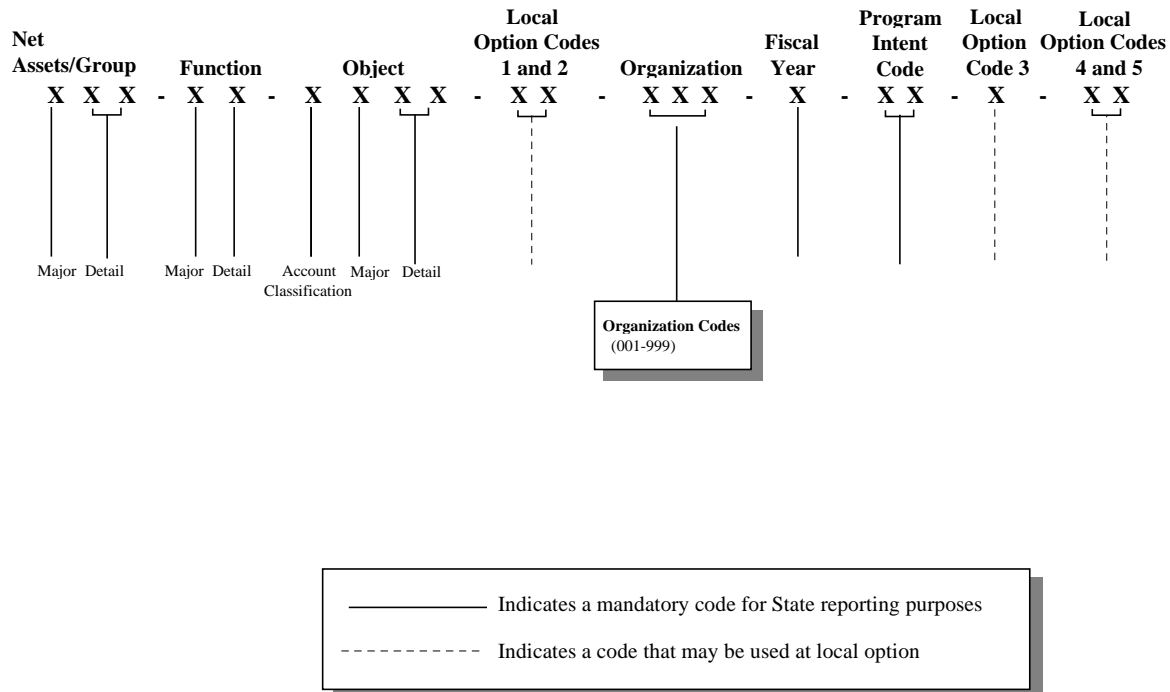 Net
Assets/Group
Function
Object
Local
Option Codes
1 and 2
Organization
Fiscal
Year
Program
Intent
Code
Local
Option
Code 3
Local
Option Codes
4 and 5
X X X - X X - X X X X - X X - X X X - X - X X - X - X X
Major Detail Major Detail Account Major Detail
Classification
Organization Codes
(001-999)
Indicates a mandatory code for State reporting purposes
Indicates a code that may be used at local option